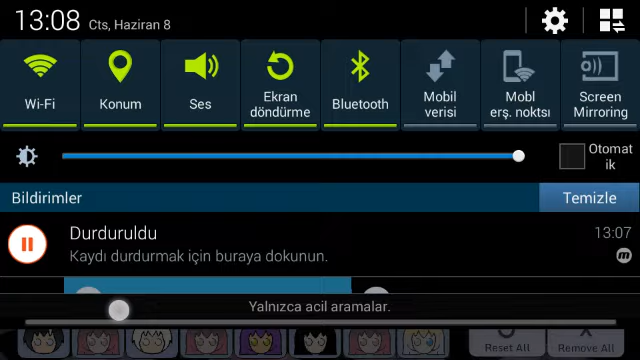 13:08 Cts, Haziran 8
Wi-Fi
Konum
Ses
Ekran
döndürme
Bluetooth
Mobil
verisi
Mobl
erş. noktsı
Screen
Mirroring
Otomat
ik
Bildirimler
Temizle
Durduruldu
13:07
Kaydı durdurmak için buraya dokunun.
Yalnızca acil aramalar.
Reset All
Remove All